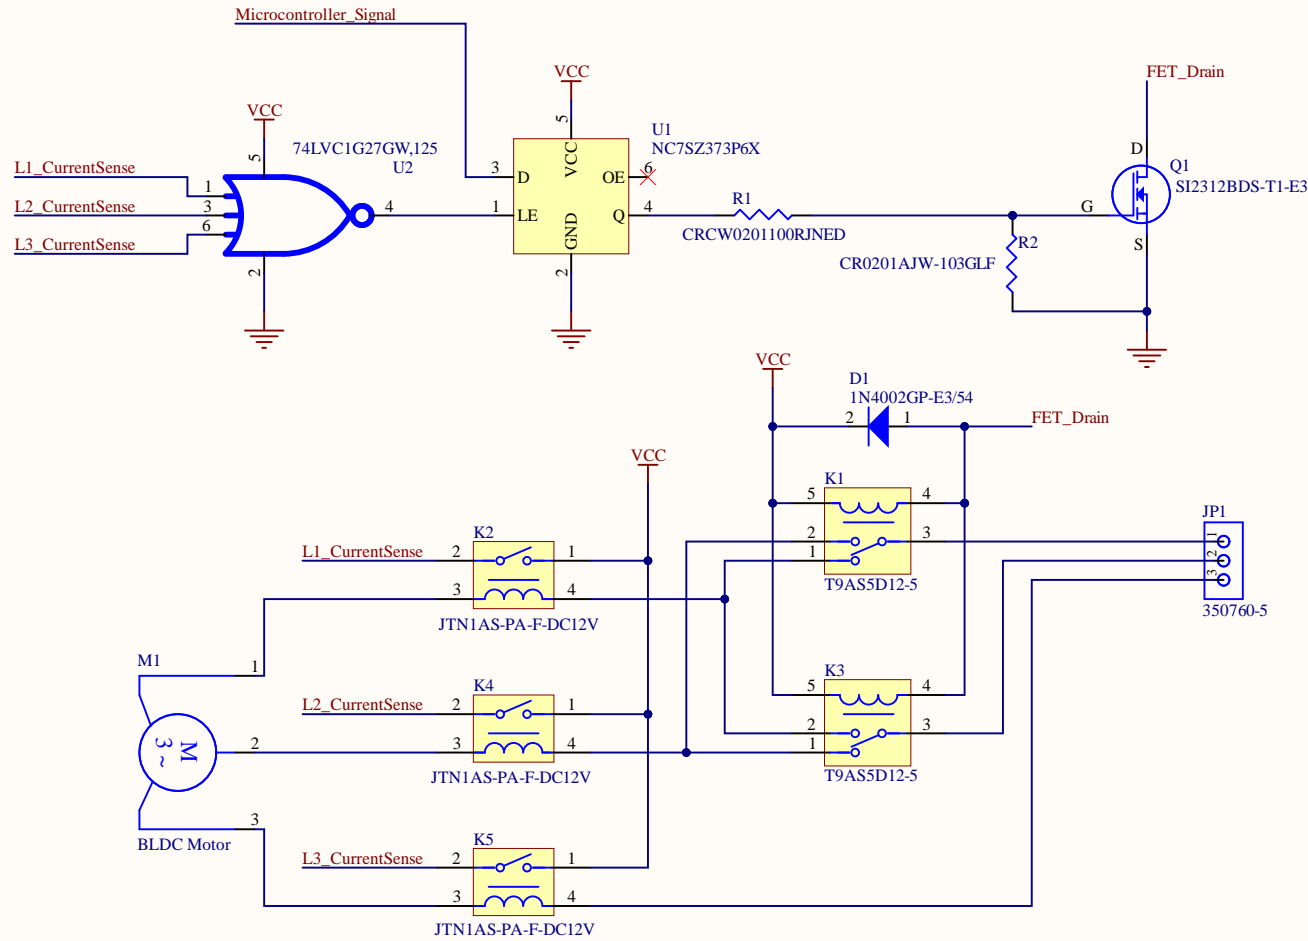 Microcontroller_Signal
VCC
5
74LVC1G27GW,125
U2
L1_CurrentSense
1
L2_CurrentSense
3
4
L3_CurrentSense
6
2
VCC
5
U1
NC7SZ373P6X
3
D
VCC
OE
6
1
LE
GND
Q
4
2
R1
CRCW0201100RJNED
R2
CR0201AJW-103GLF
FET_Drain
D
Q1
SI2312BDS-T1-E3
G
S
VCC
D1
1N4002GP-E3/54
2
1
FET_Drain
VCC
K1
5
4
2
3
1
T9AS5D12-5
JP1
1
2
3
350760-5
K2
L1_CurrentSense
2
1
3
4
JTN1AS-PA-F-DC12V
M1
1
K4
L2_CurrentSense
2
1
3
4
JTN1AS-PA-F-DC12V
M
3 ~
2
3
BLDC Motor
K3
5
4
2
3
1
T9AS5D12-5
K5
L3_CurrentSense
2
1
3
4
JTN1AS-PA-F-DC12V